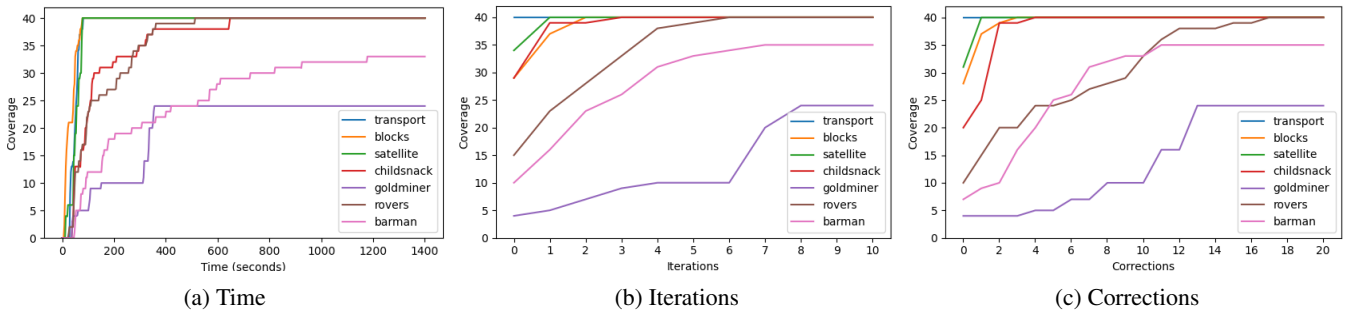 40
35
30
25
20
15
10
5
0
Coverage
0 200 400 600 800 1000 1200 1400
Time (seconds)
transport
blocks
satellite
childsnack
goldminer
rovers
barman
(a) Time
40
35
30
25
20
15
10
5
0
Coverage
0 1 2 3 4 5 6 7 8 9 10
Iterations
transport
blocks
satellite
childsnack
goldminer
rovers
barman
(b) Iterations
40
35
30
25
20
15
10
5
0
Coverage
0 2 4 6 8 10 12 14 16 18 20
Corrections
transport
blocks
satellite
childsnack
goldminer
rovers
barman
(c) Corrections